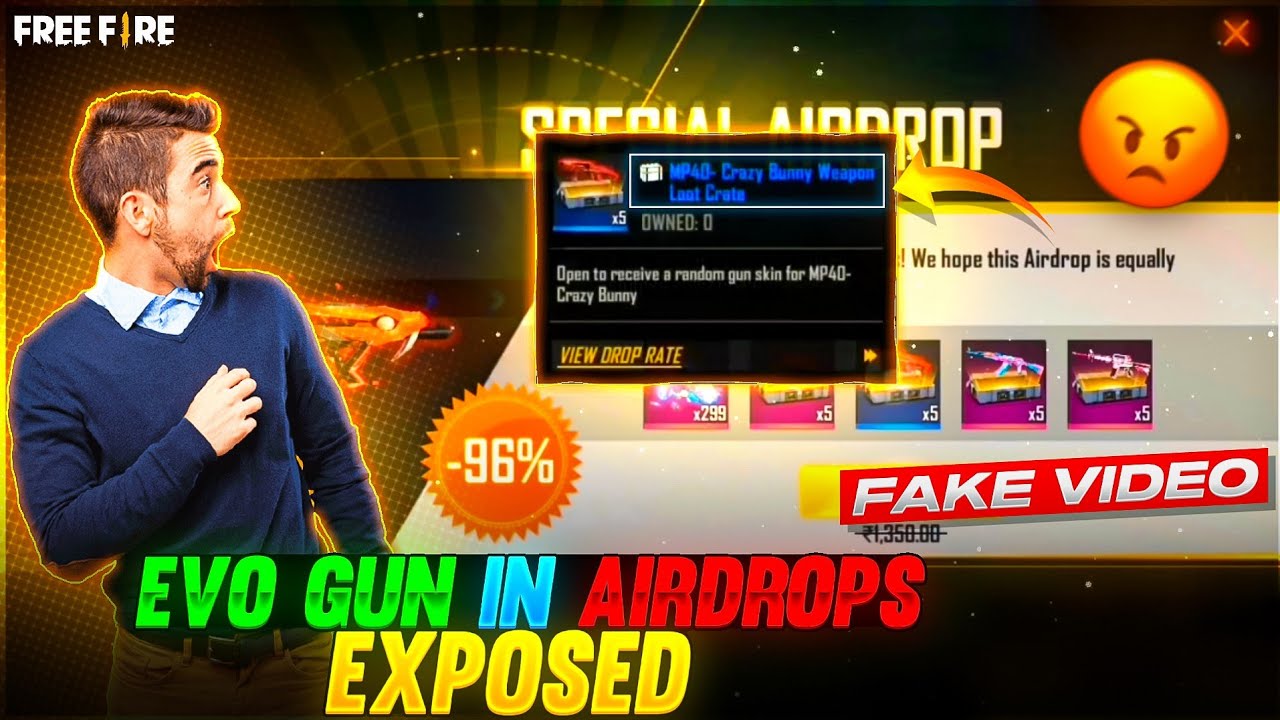 FREE FIRE
SPECIAL AIRDROP
MP40- Crazy Bunny Weapon
Loot Crate
x5
OWNED: 0
! We hope this Airdrop is equally
Open to receive a random gun skin for MP40-
Crazy Bunny
VIEW DROP RATE
x299
x5
x5
x5
x5
-96%
FAKE VIDEO
₹1,350.00
EVO GUN IN AIRDROPS
EXPOSED